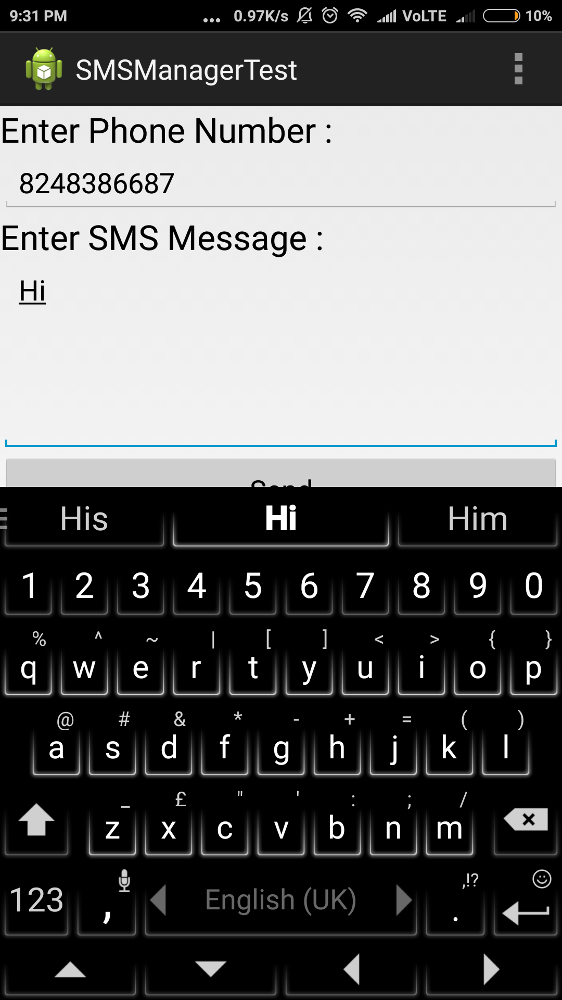 9:31 PM ... 0.97K/s VoLTE 10%
SMSManagerTest
Enter Phone Number :
8248386687
Enter SMS Message :
Hi
Send
His Hi Him
1 2 3 4 5 6 7 8 9 0
% ^ ~ | [ ] < > { }
q w e r t y u i o p
@ # & * - + = ( )
a s d f g h j k l
_ £ " ' : ; /
z x c v b n m
,!?
123 , English (UK) .